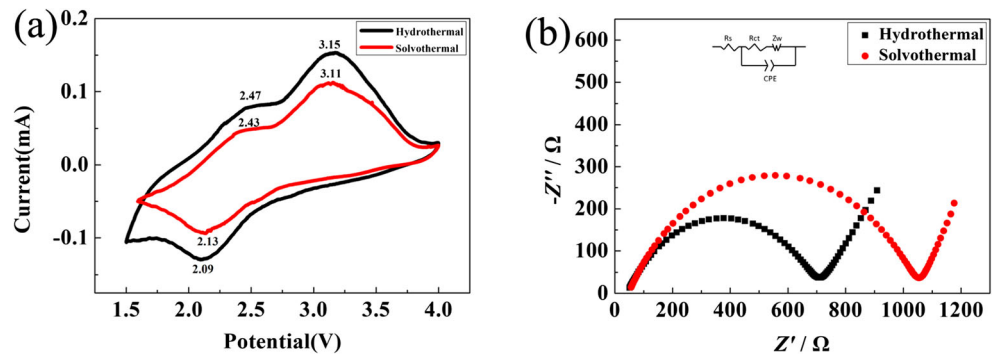 (a)
Hydrothermal
Solvothermal
3.15
3.11
2.47
2.43
2.13
2.09
0.2
0.1
0.0
-0.1
Current(mA)
1.5 2.0 2.5 3.0 3.5 4.0
Potential(V)
(b)
Rs Rct Zw
CPE
Hydrothermal
Solvothermal
600
500
400
300
200
100
0
-Z″ / Ω
0 200 400 600 800 1000 1200
Z′ / Ω